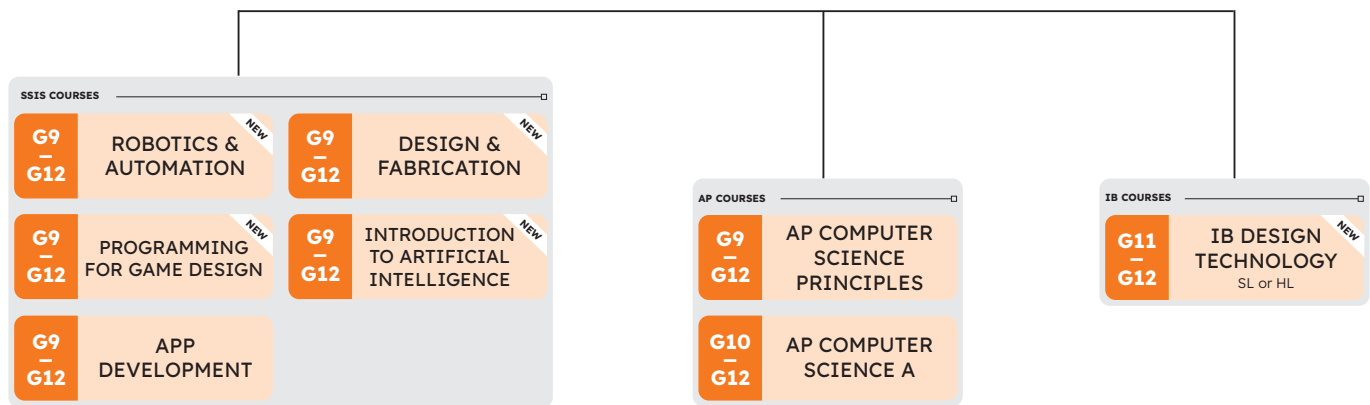 SSIS COURSES
G9
–
G12
ROBOTICS &
AUTOMATION
NEW
G9
–
G12
DESIGN &
FABRICATION
NEW
G9
–
G12
PROGRAMMING
FOR GAME DESIGN
NEW
G9
–
G12
INTRODUCTION
TO ARTIFICIAL
INTELLIGENCE
NEW
G9
–
G12
APP
DEVELOPMENT
AP COURSES
G9
–
G12
AP COMPUTER
SCIENCE
PRINCIPLES
G10
–
G12
AP COMPUTER
SCIENCE A
IB COURSES
G11
–
G12
IB DESIGN
TECHNOLOGY
SL or HL
NEW